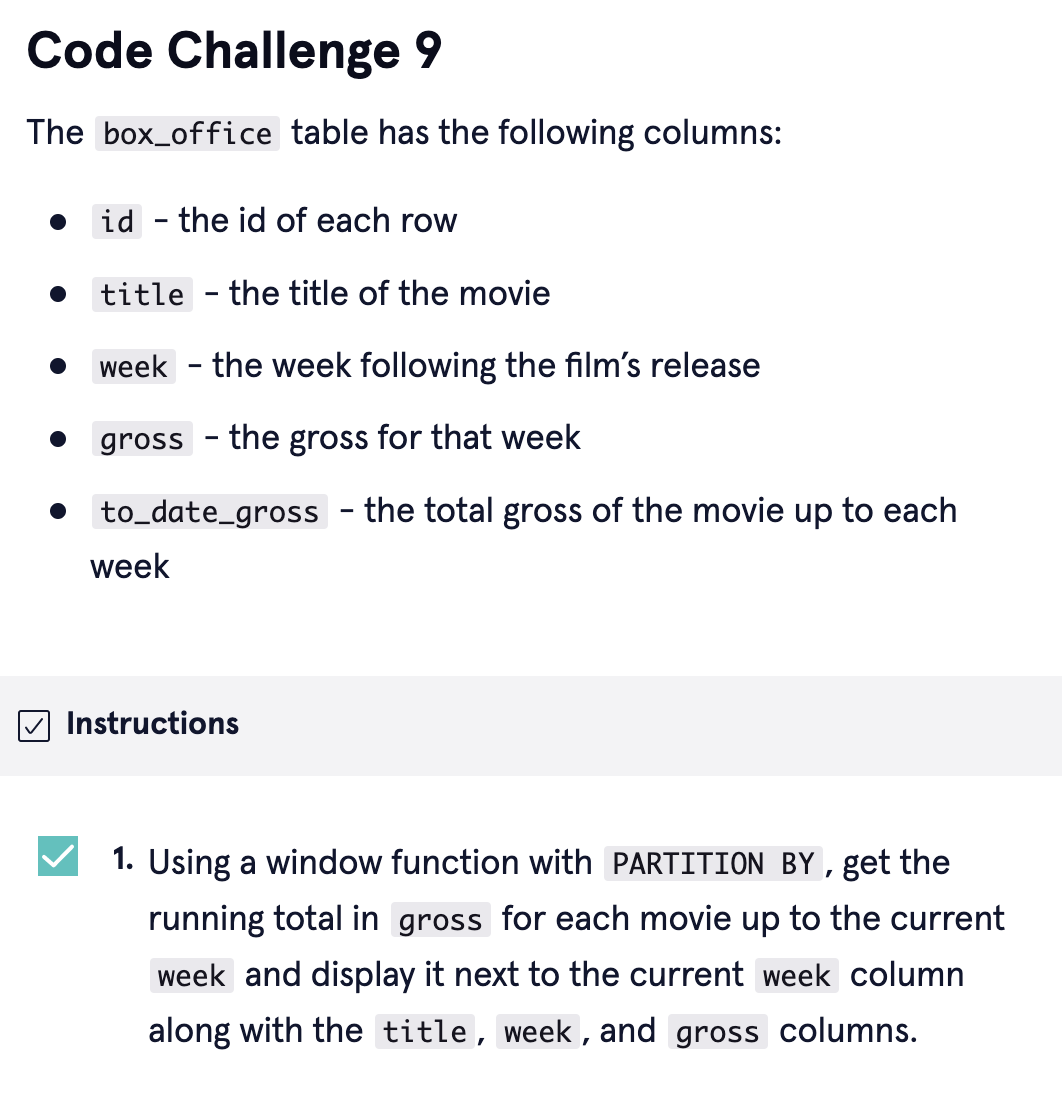 Code Challenge 9
The box_office table has the following columns:
● id – the id of each row
● title – the title of the movie
● week – the week following the film’s release
● gross – the gross for that week
● to_date_gross – the total gross of the movie up to each
week
Instructions
1. Using a window function with PARTITION BY, get the
running total in gross for each movie up to the current
week and display it next to the current week column
along with the title, week, and gross columns.